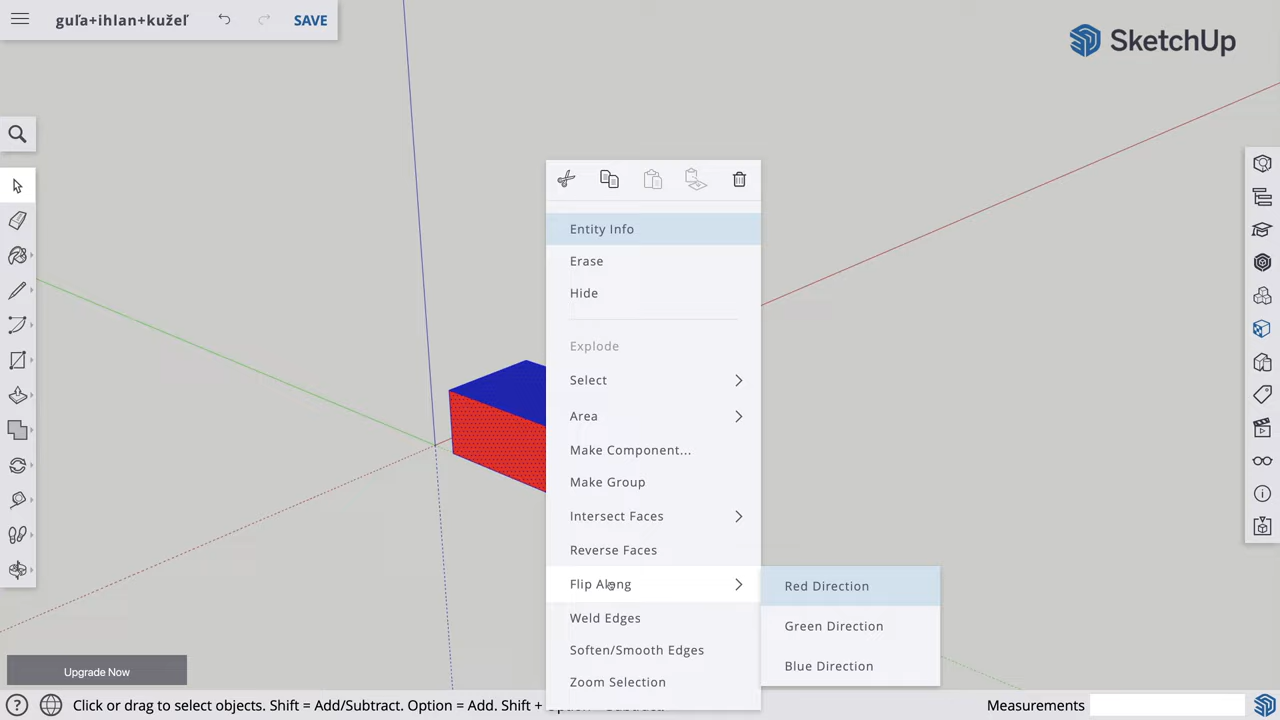 guľa+ihlan+kužeľ
SAVE
SketchUp
Entity Info
Erase
Hide
Explode
Select
Area
Make Component...
Make Group
Intersect Faces
Reverse Faces
Flip Along
Red Direction
Weld Edges
Green Direction
Soften/Smooth Edges
Blue Direction
Upgrade Now
Zoom Selection
Click or drag to select objects. Shift = Add/Subtract. Option = Add. Shift +
Measurements